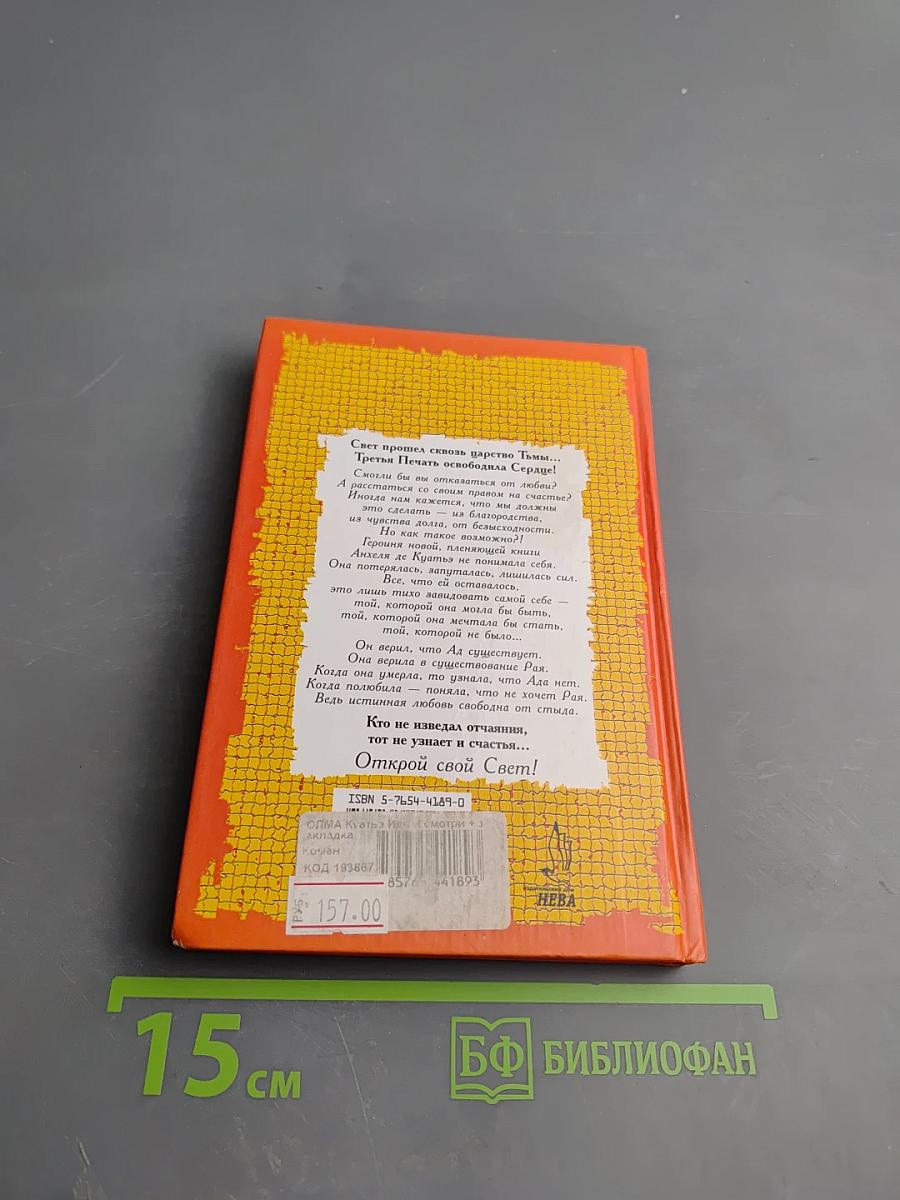 Свет прошел сквозь царство Тьмы...
Третья Печать освободила Сердце!
Смогли бы вы отказаться от любви?
А расстаться со своим правом на счастье?
Иногда нам кажется, что мы должны
это сделать — из благородства,
из чувства долга, от безысходности.
Но как такое возможно?!
Героиня новой, пленяющей книги
Анхеля де Куатьэ не понимала себя.
Она потерялась, запуталась, лишилась сил.
Все, что ей оставалось,
это лишь тихо завидовать самой себе —
той, которой она могла бы быть,
той, которой она мечтала бы стать,
той, которой не было...
Он верил, что Ад существует.
Она верила в существование Рая.
Когда она умерла, то узнала, что Ада нет.
Когда полюбила — поняла, что не хочет Рая.
Ведь истинная любовь свободна от стыда.
Кто не изведал отчаяния,
тот не узнает и счастья...
Открой свой Свет!
ISBN 5-7654-4189-0
ОЛМА Куатьэ смотри + з
акладка
Роман
КОД 193867
441893
РУБ. 157.00
НЕВА
15 см
БФ БИБЛИОФАН